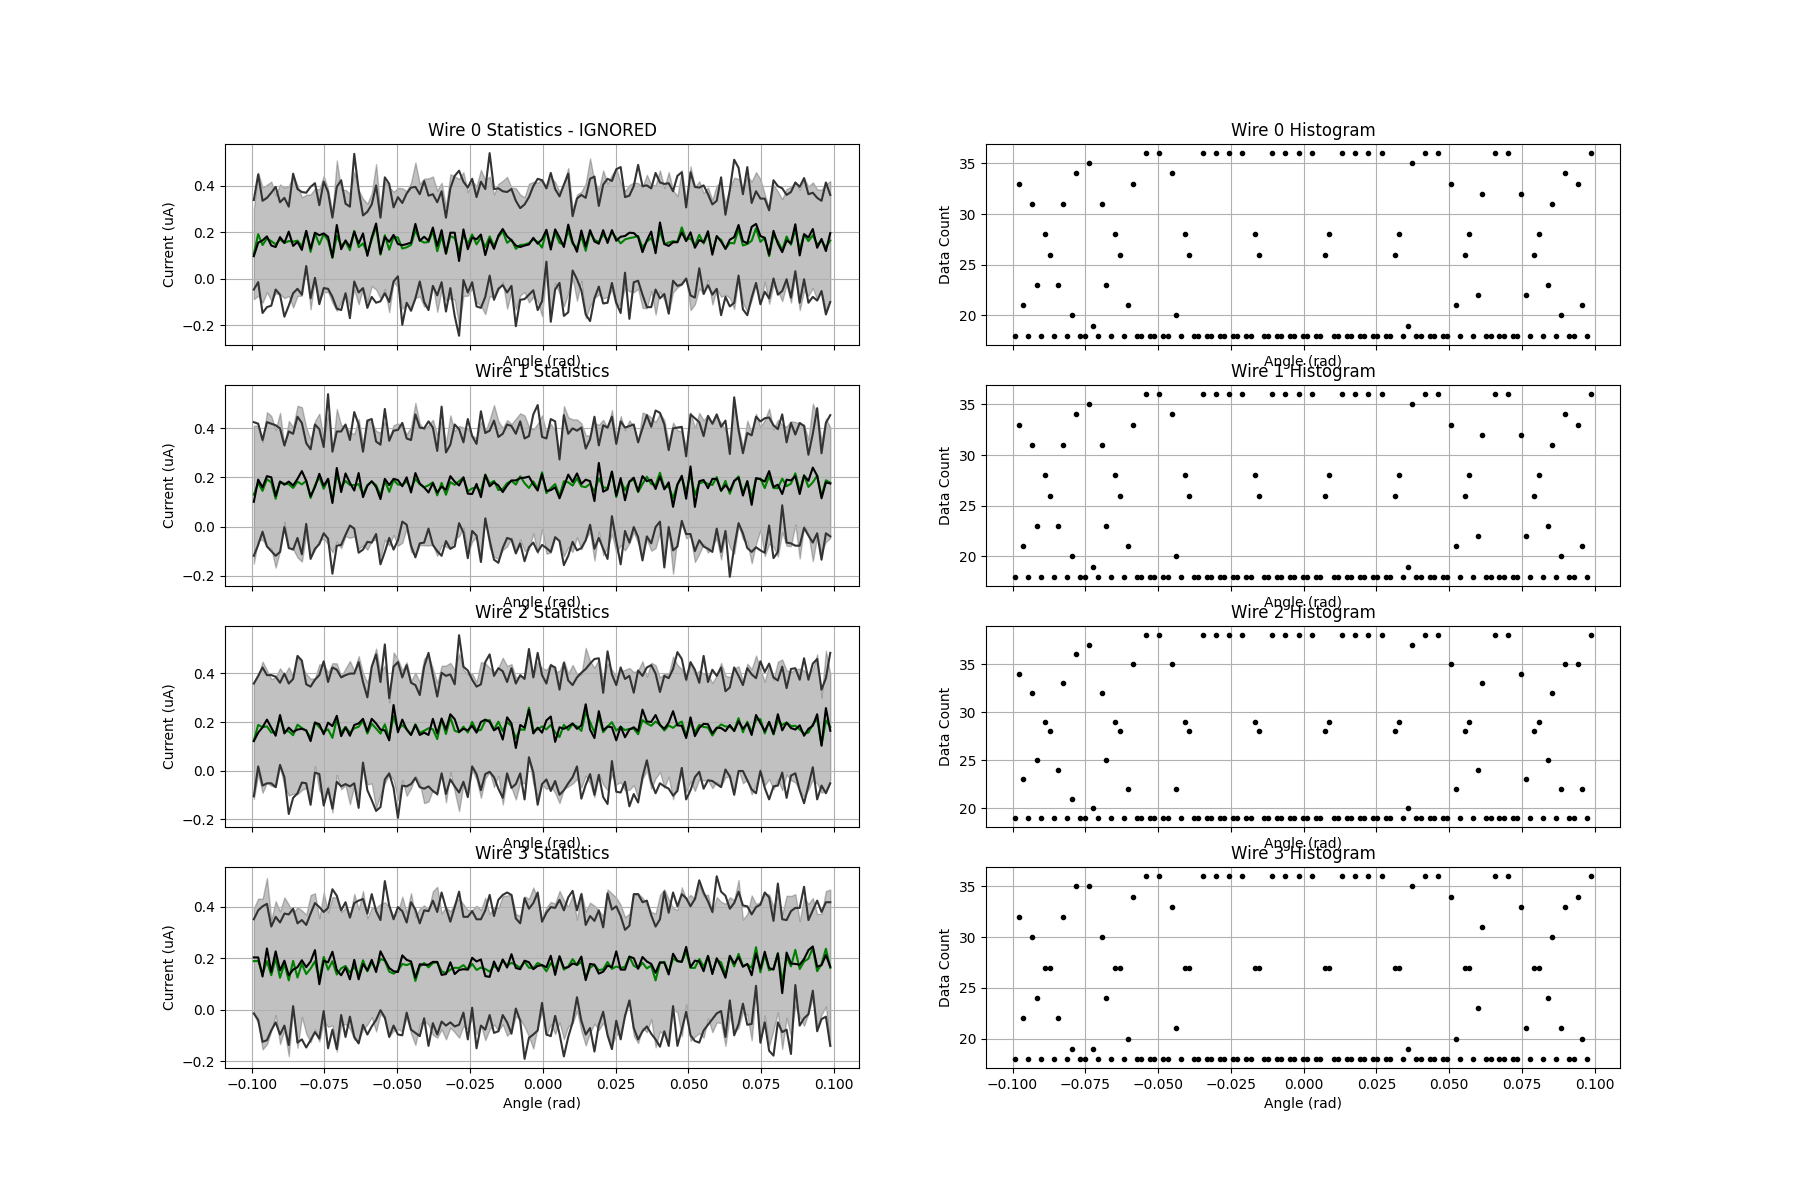 Wire 0 Statistics - IGNORED
Current (uA)
0.4
0.2
0.0
−0.2
Angle (rad)
Wire 0 Histogram
Data Count
35
30
25
20
Angle (rad)
Wire 1 Statistics
Current (uA)
0.4
0.2
0.0
−0.2
Angle (rad)
Wire 1 Histogram
Data Count
35
30
25
20
Angle (rad)
Wire 2 Statistics
Current (uA)
0.4
0.2
0.0
−0.2
Angle (rad)
Wire 2 Histogram
Data Count
35
30
25
20
Angle (rad)
Wire 3 Statistics
Current (uA)
0.4
0.2
0.0
−0.2
−0.100 −0.075 −0.050 −0.025 0.000 0.025 0.050 0.075 0.100
Angle (rad)
Wire 3 Histogram
Data Count
35
30
25
20
−0.100 −0.075 −0.050 −0.025 0.000 0.025 0.050 0.075 0.100
Angle (rad)